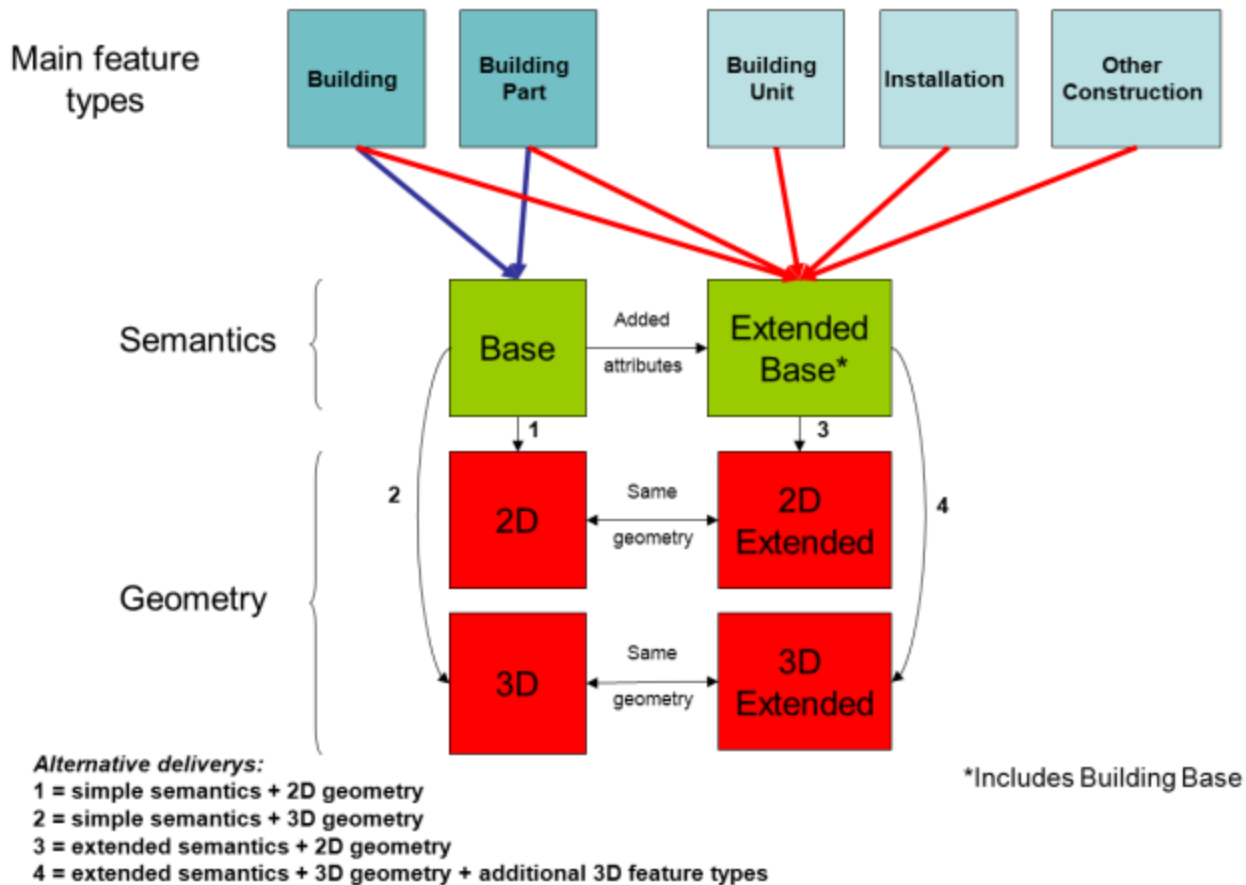 Main feature
types
Building
Building
Part
Building
Unit
Installation
Other
Construction
Semantics
Base
Added
attributes
Extended
Base*
1
3
2
4
Geometry
2D
Same
geometry
2D
Extended
3D
Same
geometry
3D
Extended
Alternative deliverys:
1 = simple semantics + 2D geometry
2 = simple semantics + 3D geometry
3 = extended semantics + 2D geometry
4 = extended semantics + 3D geometry + additional 3D feature types
*Includes Building Base